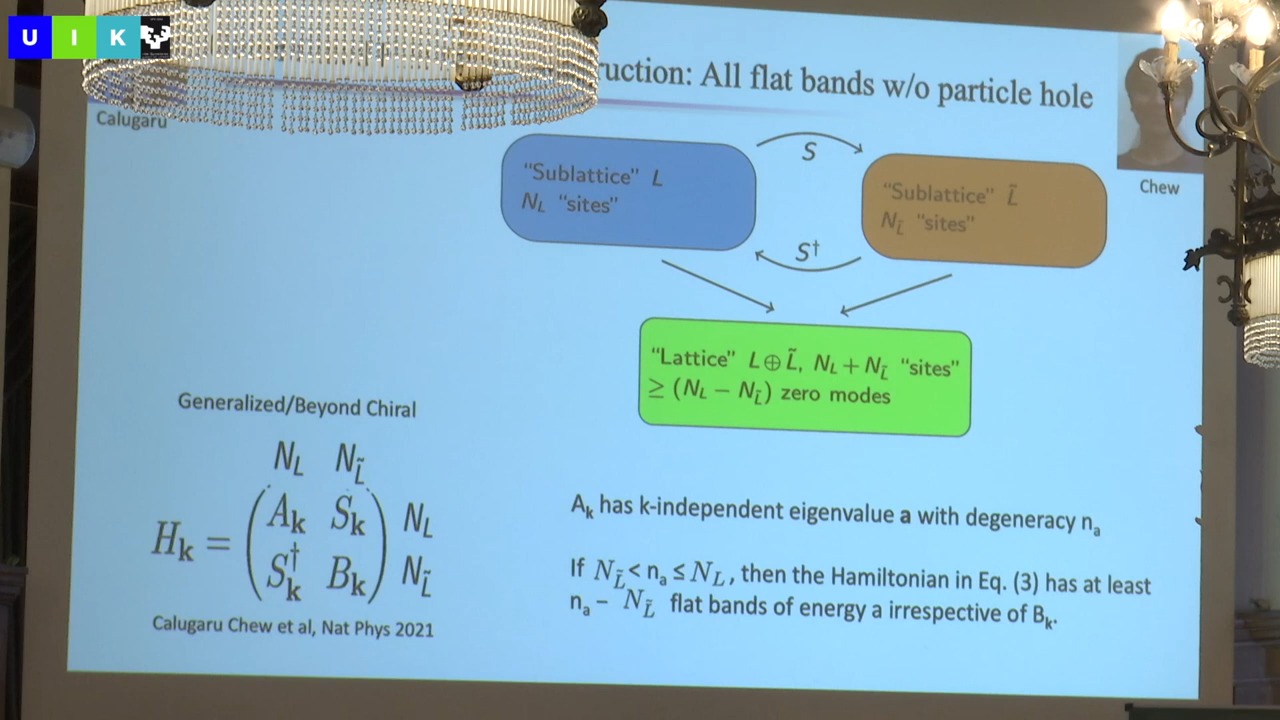 U I K
ruction: All flat bands w/o particle hole
Calugaru
Chew
"Sublattice" L
N_L "sites"
S
"Sublattice" L̃
N_L̃ "sites"
S†
"Lattice" L⊕L̃, N_L + N_L̃ "sites"
≥ (N_L − N_L̃) zero modes
Generalized/Beyond Chiral
N_L N_L̃
A_k S_k N_L
H_k =
S_k† B_k N_L̃
Calugaru Chew et al, Nat Phys 2021
A_k has k-independent eigenvalue a with degeneracy n_a
If N_L̃ < n_a ≤ N_L, then the Hamiltonian in Eq. (3) has at least
n_a − N_L̃ flat bands of energy a irrespective of B_k.